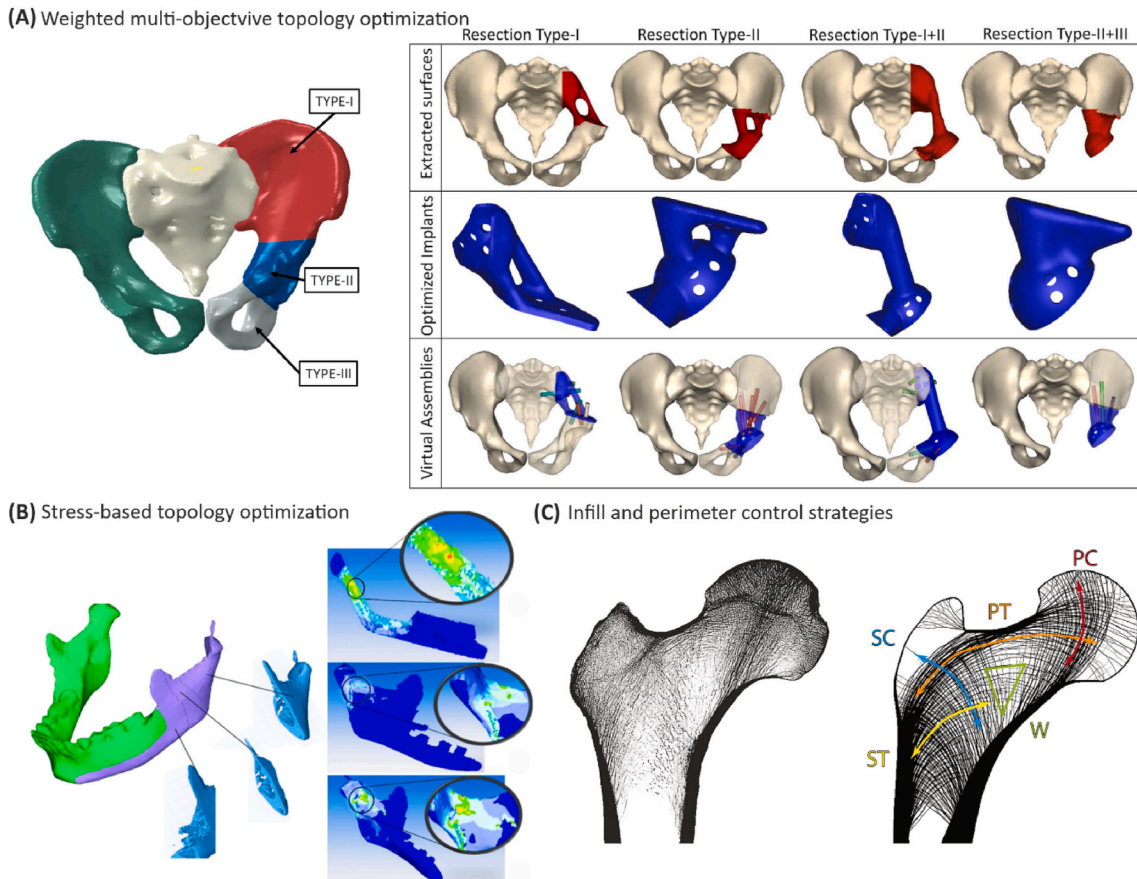 (A) Weighted multi-objectvive topology optimization
Resection Type-I
Resection Type-II
Resection Type-I+II
Resection Type-II+III
Extracted surfaces
Optimized Implants
Virtual Assemblies
TYPE-I
TYPE-II
TYPE-III
(B) Stress-based topology optimization
(C) Infill and perimeter control strategies
PC
PT
SC
W
ST